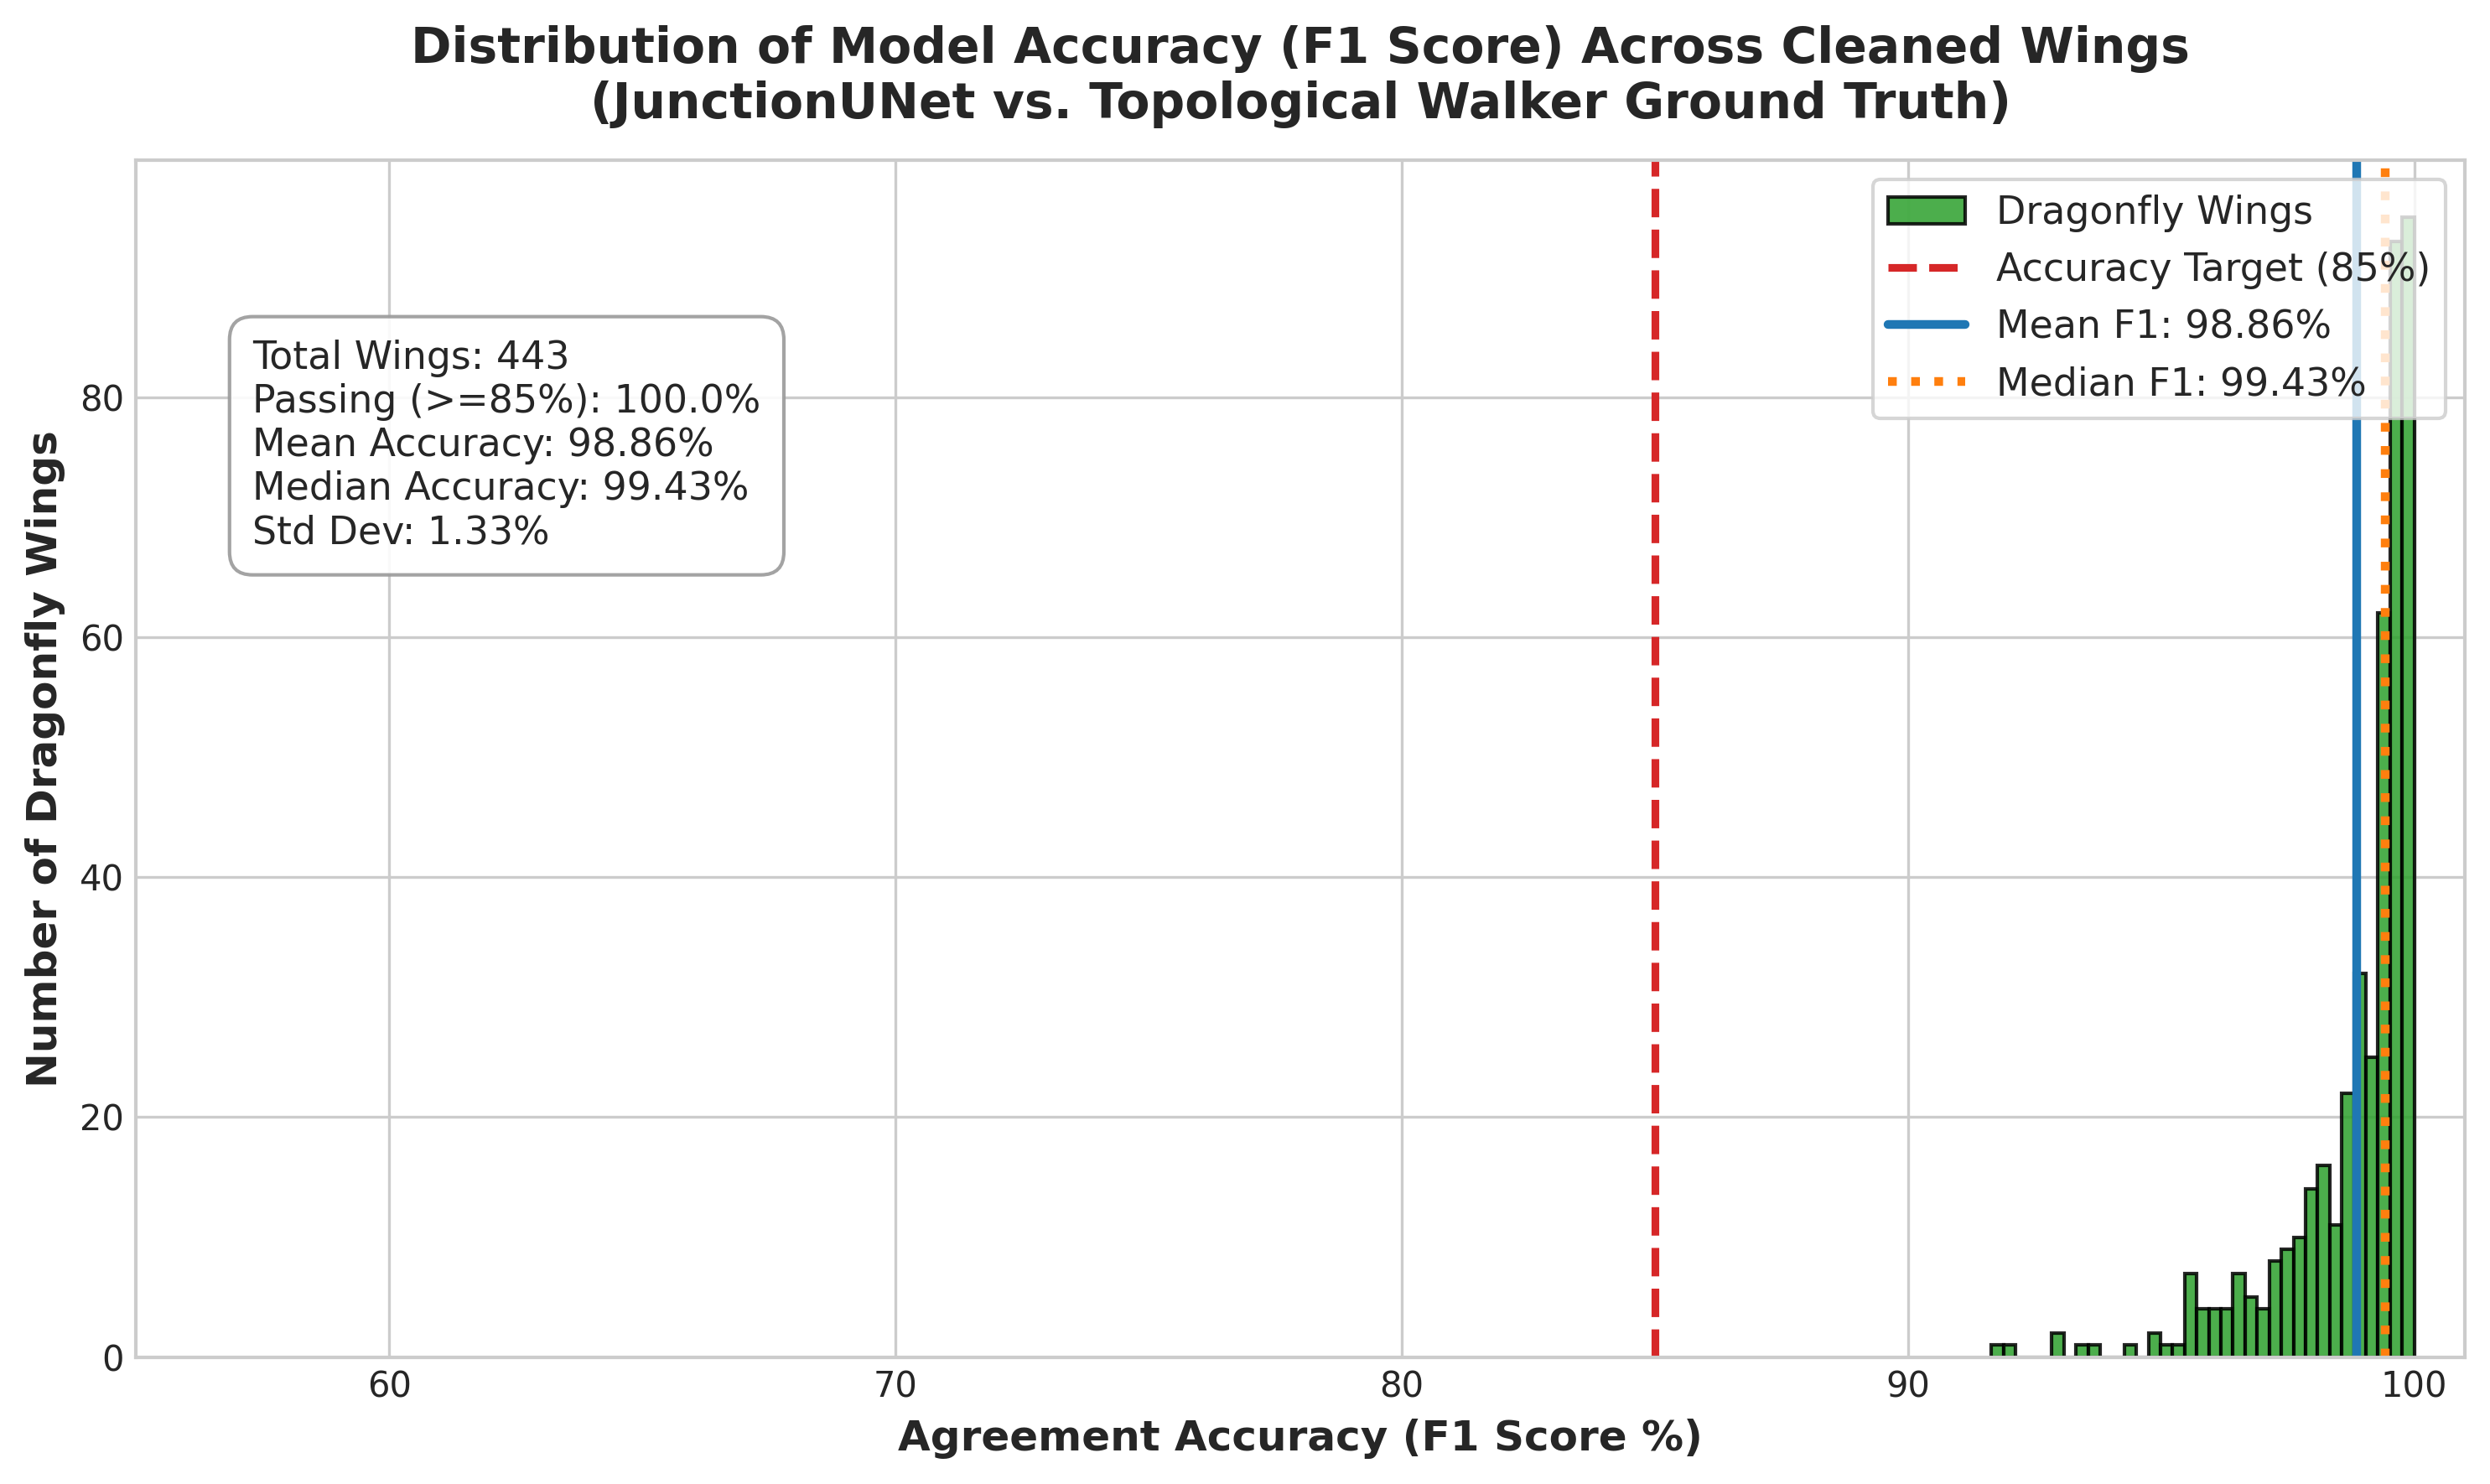 Distribution of Model Accuracy (F1 Score) Across Cleaned Wings
(JunctionUNet vs. Topological Walker Ground Truth)
Dragonfly Wings
Accuracy Target (85%)
Mean F1: 98.86%
Median F1: 99.43%
Total Wings: 443
Passing (>=85%): 100.0%
Mean Accuracy: 98.86%
Median Accuracy: 99.43%
Std Dev: 1.33%
Number of Dragonfly Wings
80
60
40
20
0
60
70
80
90
100
Agreement Accuracy (F1 Score %)